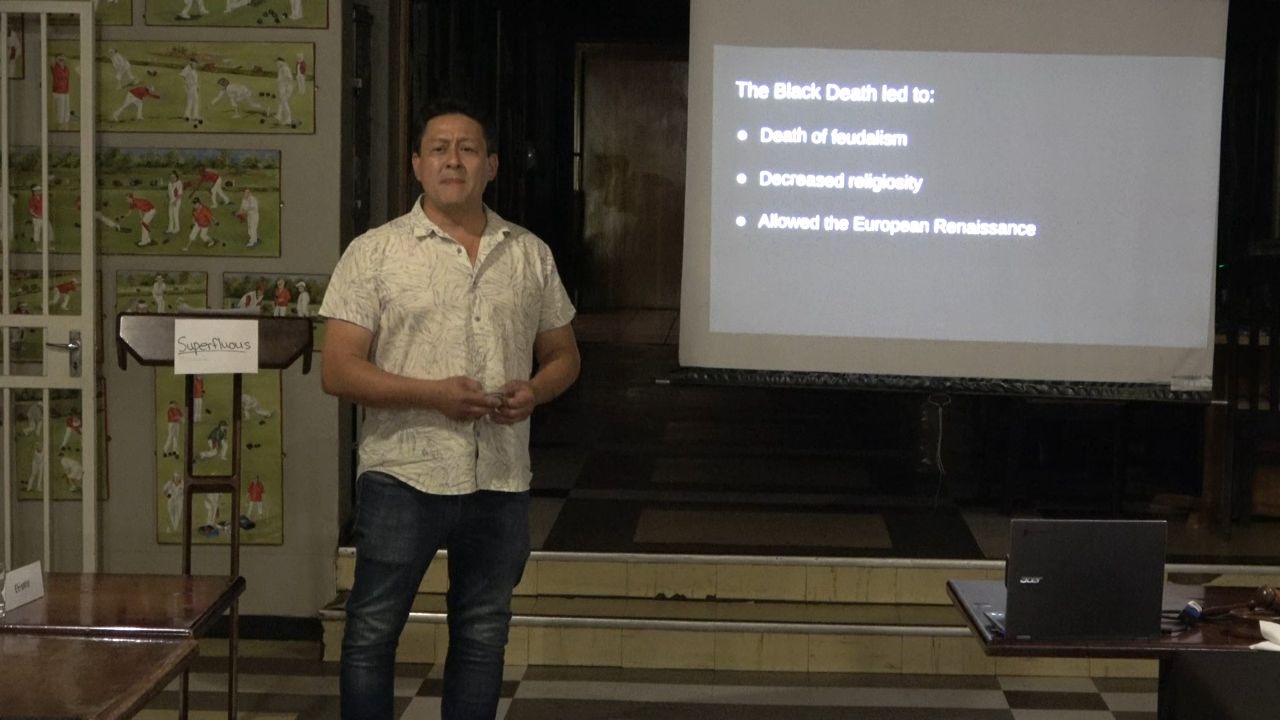 The Black Death led to:
● Death of feudalism
● Decreased religiosity
● Allowed the European Renaissance
Superfluous
acer